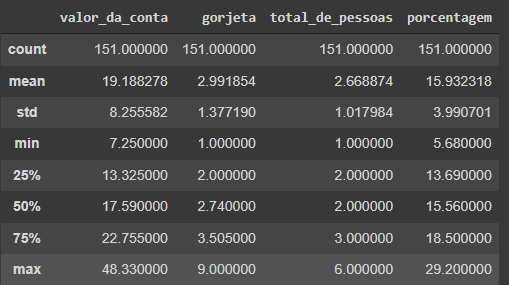 valor_da_conta gorjeta total_de_pessoas porcentagem
count 151.000000 151.000000 151.000000 151.000000
mean 19.188278 2.991854 2.668874 15.932318
std 8.255582 1.377190 1.017984 3.990701
min 7.250000 1.000000 1.000000 5.680000
25% 13.325000 2.000000 2.000000 13.690000
50% 17.590000 2.740000 2.000000 15.560000
75% 22.755000 3.505000 3.000000 18.500000
max 48.330000 9.000000 6.000000 29.200000